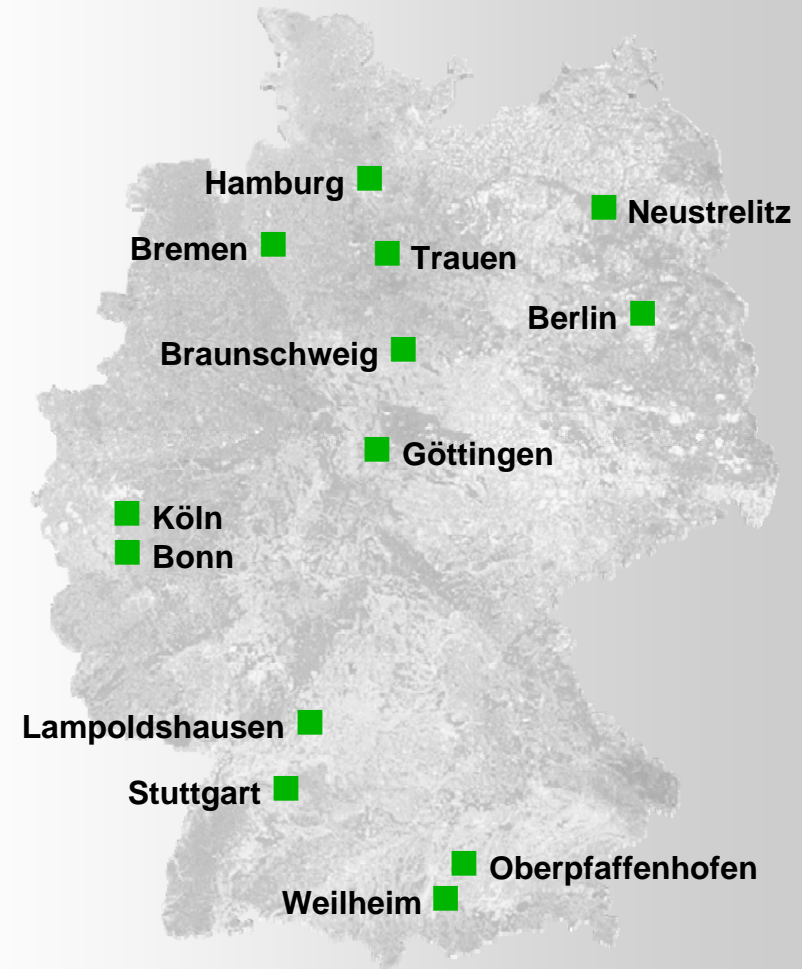 Hamburg
Neustrelitz
Bremen
Trauen
Berlin
Braunschweig
Göttingen
Köln
Bonn
Lampoldshausen
Stuttgart
Oberpfaffenhofen
Weilheim